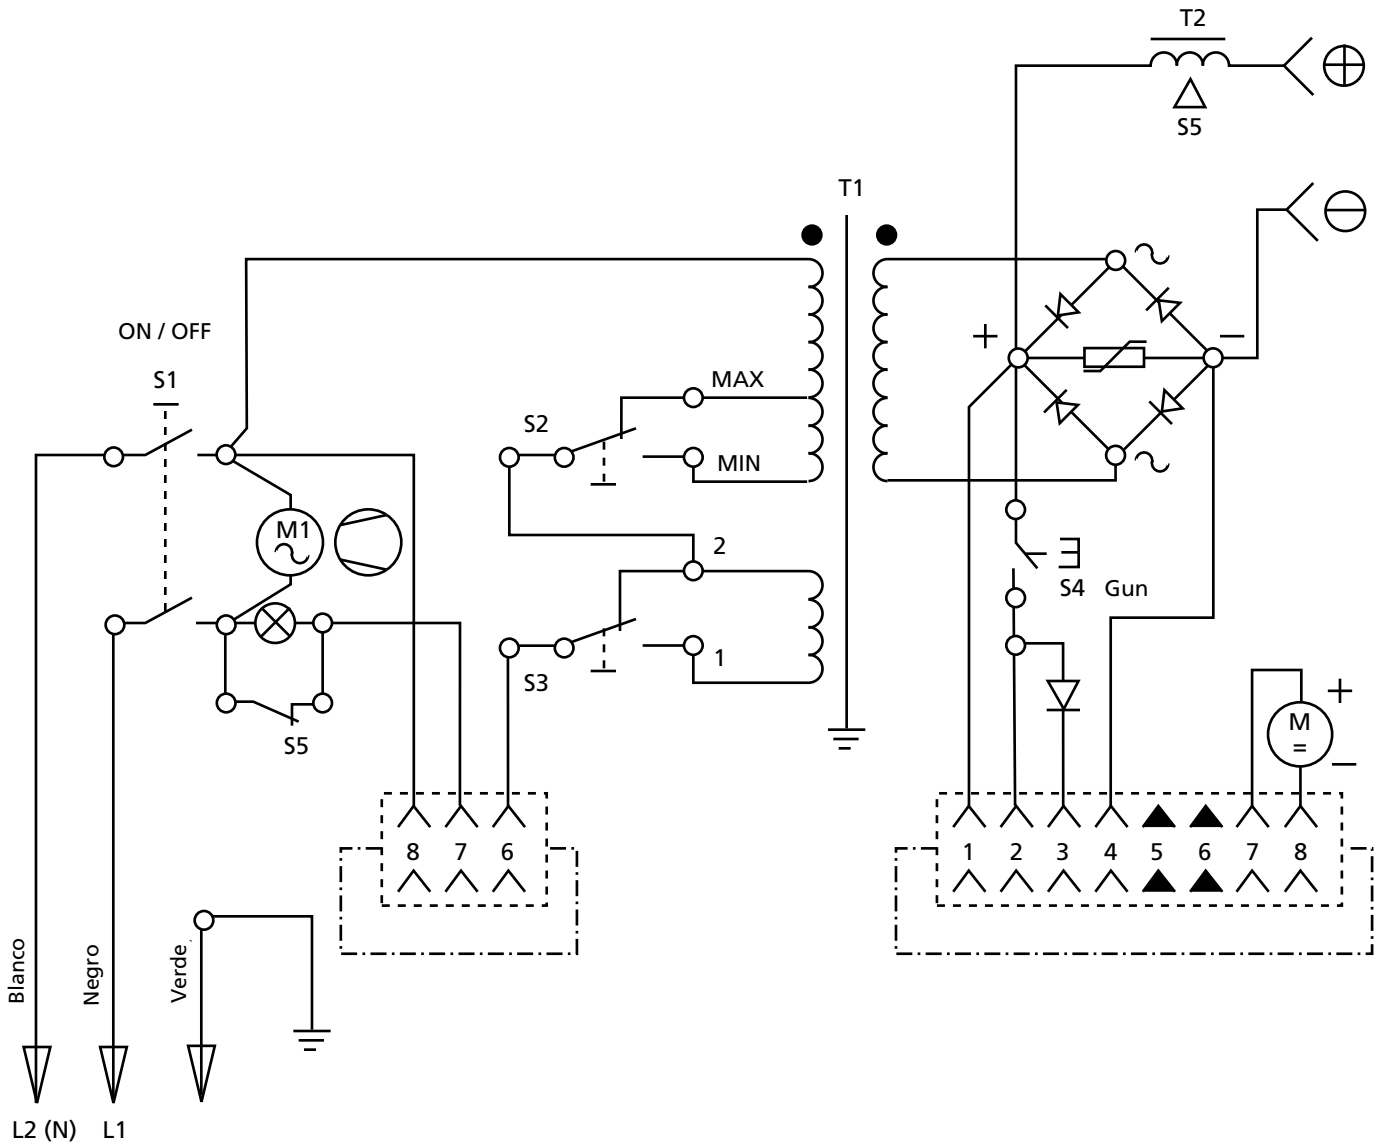 T2
S5
T1
ON / OFF
S1
+
−
MAX
S2
MIN
M1
2
S4 Gun
1
S3
S5
M
=
+
−
8 7 6
1 2 3 4 5 6 7 8
Blanco
Negro
Verde
L2 (N) L1